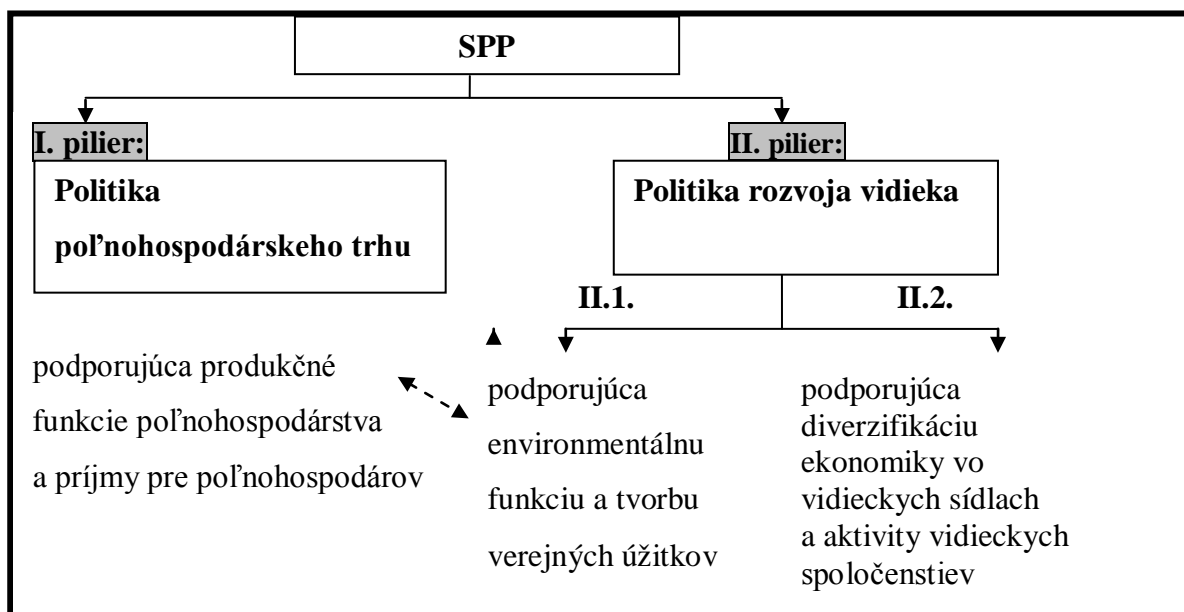 SPP
I. pilier:
Politika
poľnohospodárskeho trhu
podporujúca produkčné
funkcie poľnohospodárstva
a príjmy pre poľnohospodárov
II. pilier:
Politika rozvoja vidieka
II.1.
podporujúca
environmentálnu
funkciu a tvorbu
verejných úžitkov
II.2.
podporujúca
diverzifikáciu
ekonomiky vo
vidieckych sídlach
a aktivity vidieckych
spoločenstiev